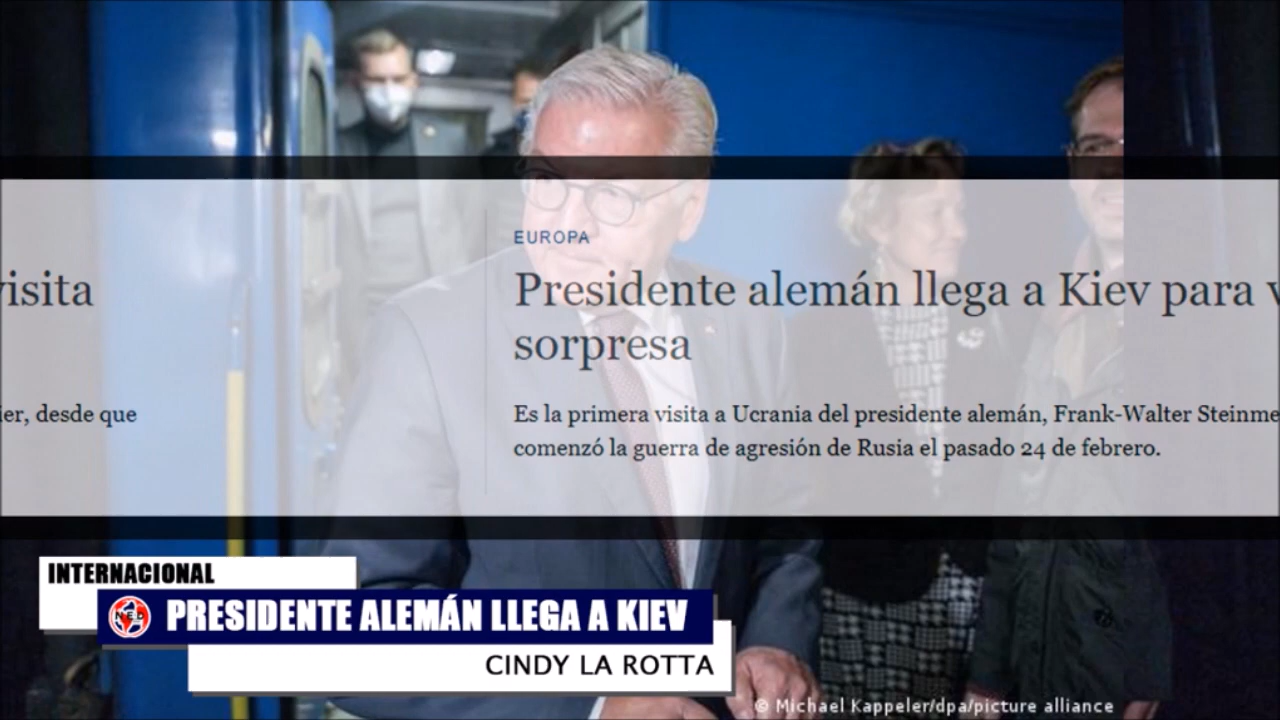 EUROPA
visita
Presidente alemán llega a Kiev para
sorpresa
desde que
Es la primera visita a Ucrania del presidente alemán, Frank-Walter Steinme
comenzó la guerra de agresión de Rusia el pasado 24 de febrero.
INTERNACIONAL
PRESIDENTE ALEMÁN LLEGA A KIEV
CINDY LA ROTTA
© Michael Kappeler/dpa/picture alliance